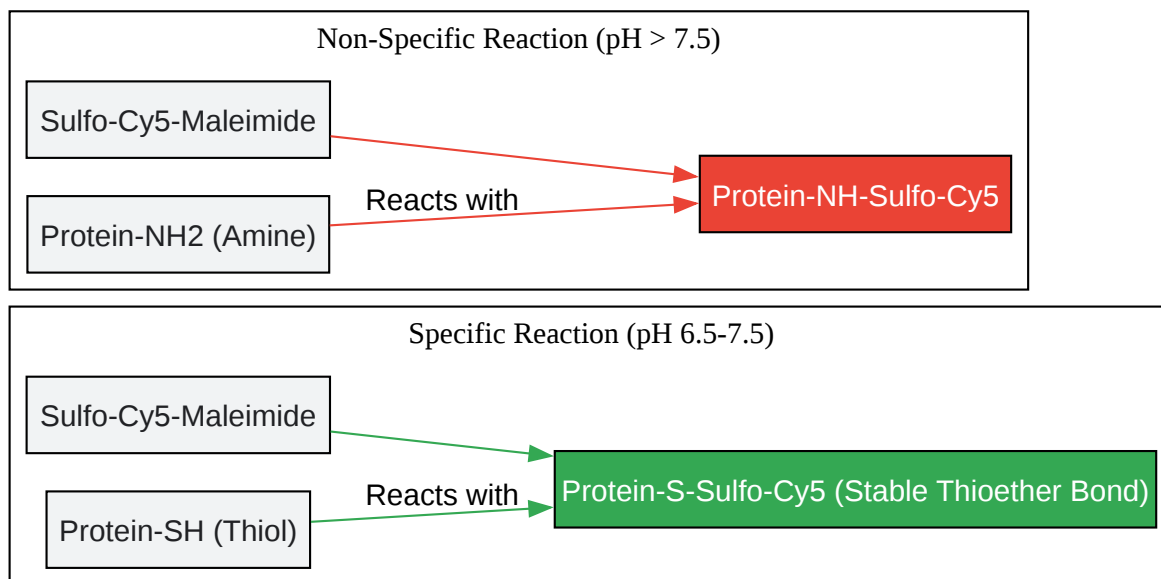 Non-Specific Reaction (pH > 7.5)
Sulfo-Cy5-Maleimide
Reacts with
Protein-NH2 (Amine)
Protein-NH-Sulfo-Cy5
Specific Reaction (pH 6.5-7.5)
Sulfo-Cy5-Maleimide
Reacts with
Protein-SH (Thiol)
Protein-S-Sulfo-Cy5 (Stable Thioether Bond)